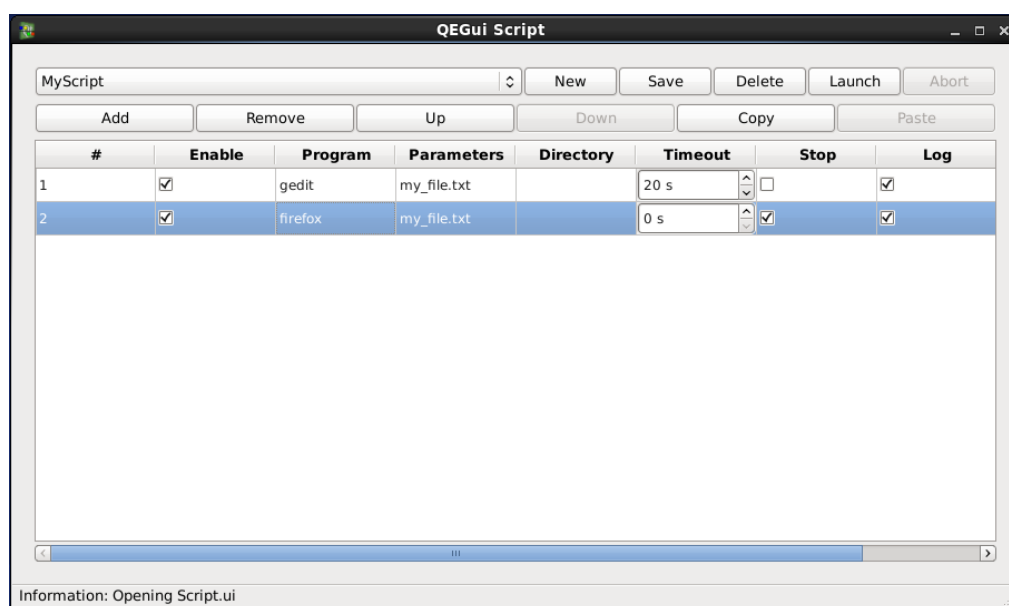 QEGui Script
MyScript New Save Delete Launch Abort
Add Remove Up Down Copy Paste
# Enable Program Parameters Directory Timeout Stop Log
1 gedit my_file.txt 20 s
2 firefox my_file.txt 0 s
Information: Opening Script.ui